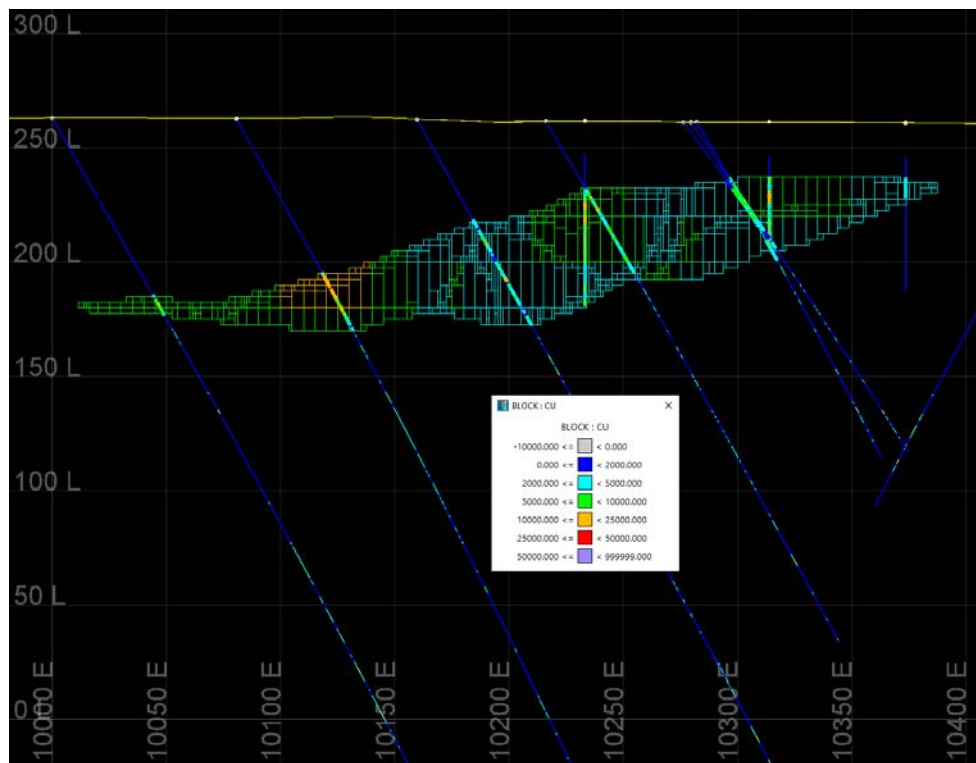 300 L
250 L
200 L
150 L
100 L
50 L
0
BLOCK : CU
BLOCK : CU
-10000.000 <= < 0.000
0.000 <= < 2000.000
2000.000 <= < 5000.000
5000.000 <= < 10000.000
10000.000 <= < 25000.000
25000.000 <= < 50000.000
50000.000 <= < 999999.000
10000 E
10050 E
10100 E
10150 E
10200 E
10250 E
10300 E
10350 E
10400 E